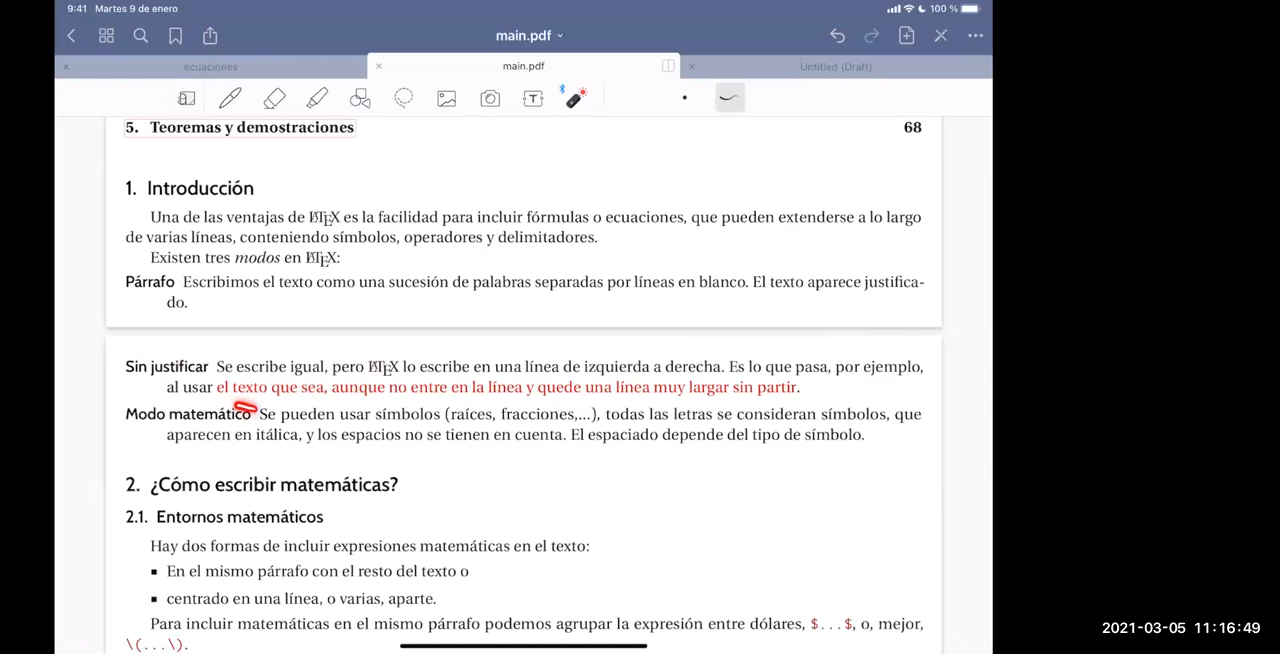 9:41 Martes 9 de enero
100 %
main.pdf
ecuaciones
main.pdf
Untitled (Draft)
5. Teoremas y demostraciones 68
1. Introducción
Una de las ventajas de LATEX es la facilidad para incluir fórmulas o ecuaciones, que pueden extenderse a lo largo
de varias líneas, conteniendo símbolos, operadores y delimitadores.
Existen tres modos en LATEX:
Párrafo Escribimos el texto como una sucesión de palabras separadas por líneas en blanco. El texto aparece justifica-
do.
Sin justificar Se escribe igual, pero LATEX lo escribe en una línea de izquierda a derecha. Es lo que pasa, por ejemplo,
al usar el texto que sea, aunque no entre en la línea y quede una línea muy largar sin partir.
Modo matemático Se pueden usar símbolos (raíces, fracciones,...), todas las letras se consideran símbolos, que
aparecen en itálica, y los espacios no se tienen en cuenta. El espaciado depende del tipo de símbolo.
2. ¿Cómo escribir matemáticas?
2.1. Entornos matemáticos
Hay dos formas de incluir expresiones matemáticas en el texto:
▪ En el mismo párrafo con el resto del texto o
▪ centrado en una línea, o varias, aparte.
Para incluir matemáticas en el mismo párrafo podemos agrupar la expresión entre dólares, $...$, o, mejor,
\(...\).
2021-03-05 11:16:49